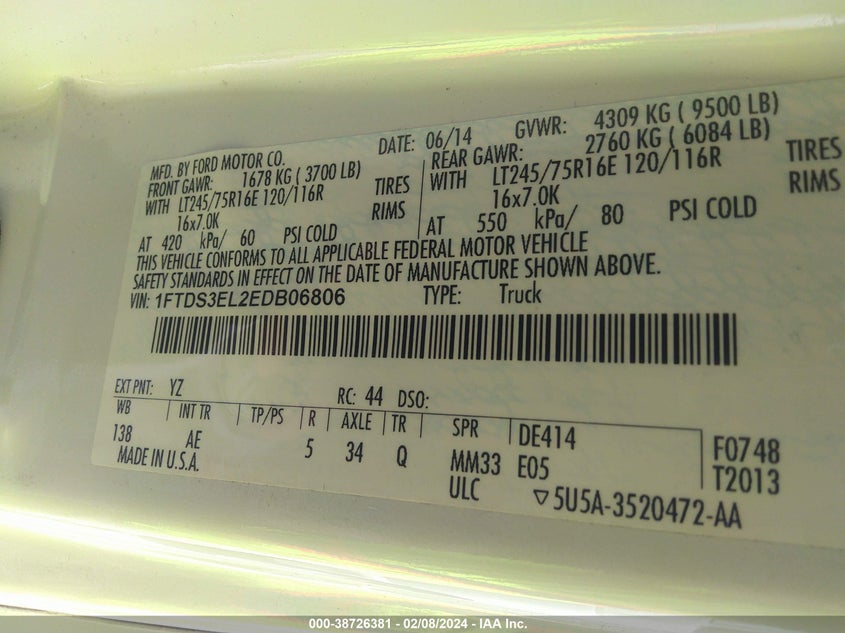 MFD. BY FORD MOTOR CO. DATE: 06/14 GVWR: 4309 KG ( 9500 LB)
FRONT GAWR: 1678 KG ( 3700 LB) REAR GAWR: 2760 KG ( 6084 LB)
WITH LT245/75R16E 120/116R TIRES WITH LT245/75R16E 120/116R TIRES
16x7.0K RIMS 16x7.0K RIMS
AT 420 kPa/ 60 PSI COLD AT 550 kPa/ 80 PSI COLD
THIS VEHICLE CONFORMS TO ALL APPLICABLE FEDERAL MOTOR VEHICLE
SAFETY STANDARDS IN EFFECT ON THE DATE OF MANUFACTURE SHOWN ABOVE.
VIN: 1FTDS3EL2EDB06806 TYPE: Truck
EXT PNT: YZ RC: 44 DSO:
WB INT TR TP/PS R AXLE TR SPR DE414 F0748
138 AE 5 34 Q MM33 E05 T2013
MADE IN U.S.A. ULC ▽5U5A-3520472-AA
000-38726381 - 02/08/2024 - IAA Inc.